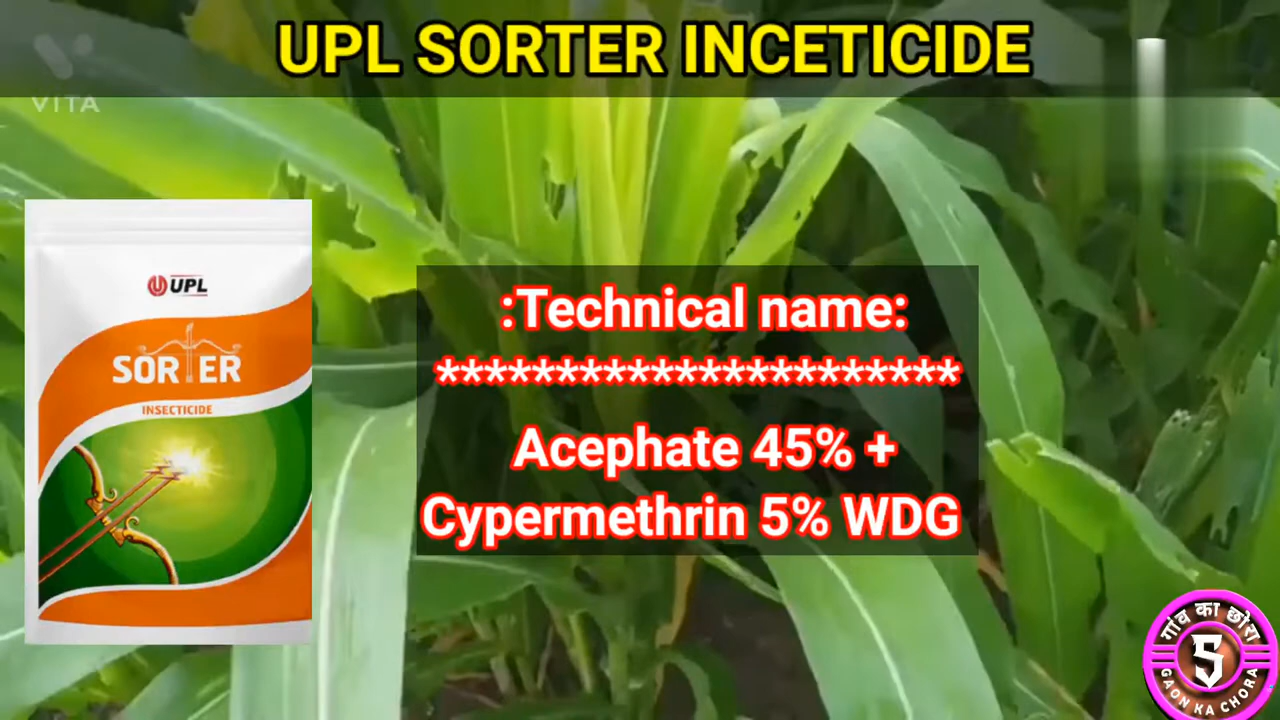 UPL SORTER INCETICIDE
VITA
UPL
SORTER
INSECTICIDE
:Technical name:
**********************
Acephate 45% +
Cypermethrin 5% WDG
गांव का छोरा
S
GAON KA CHORA